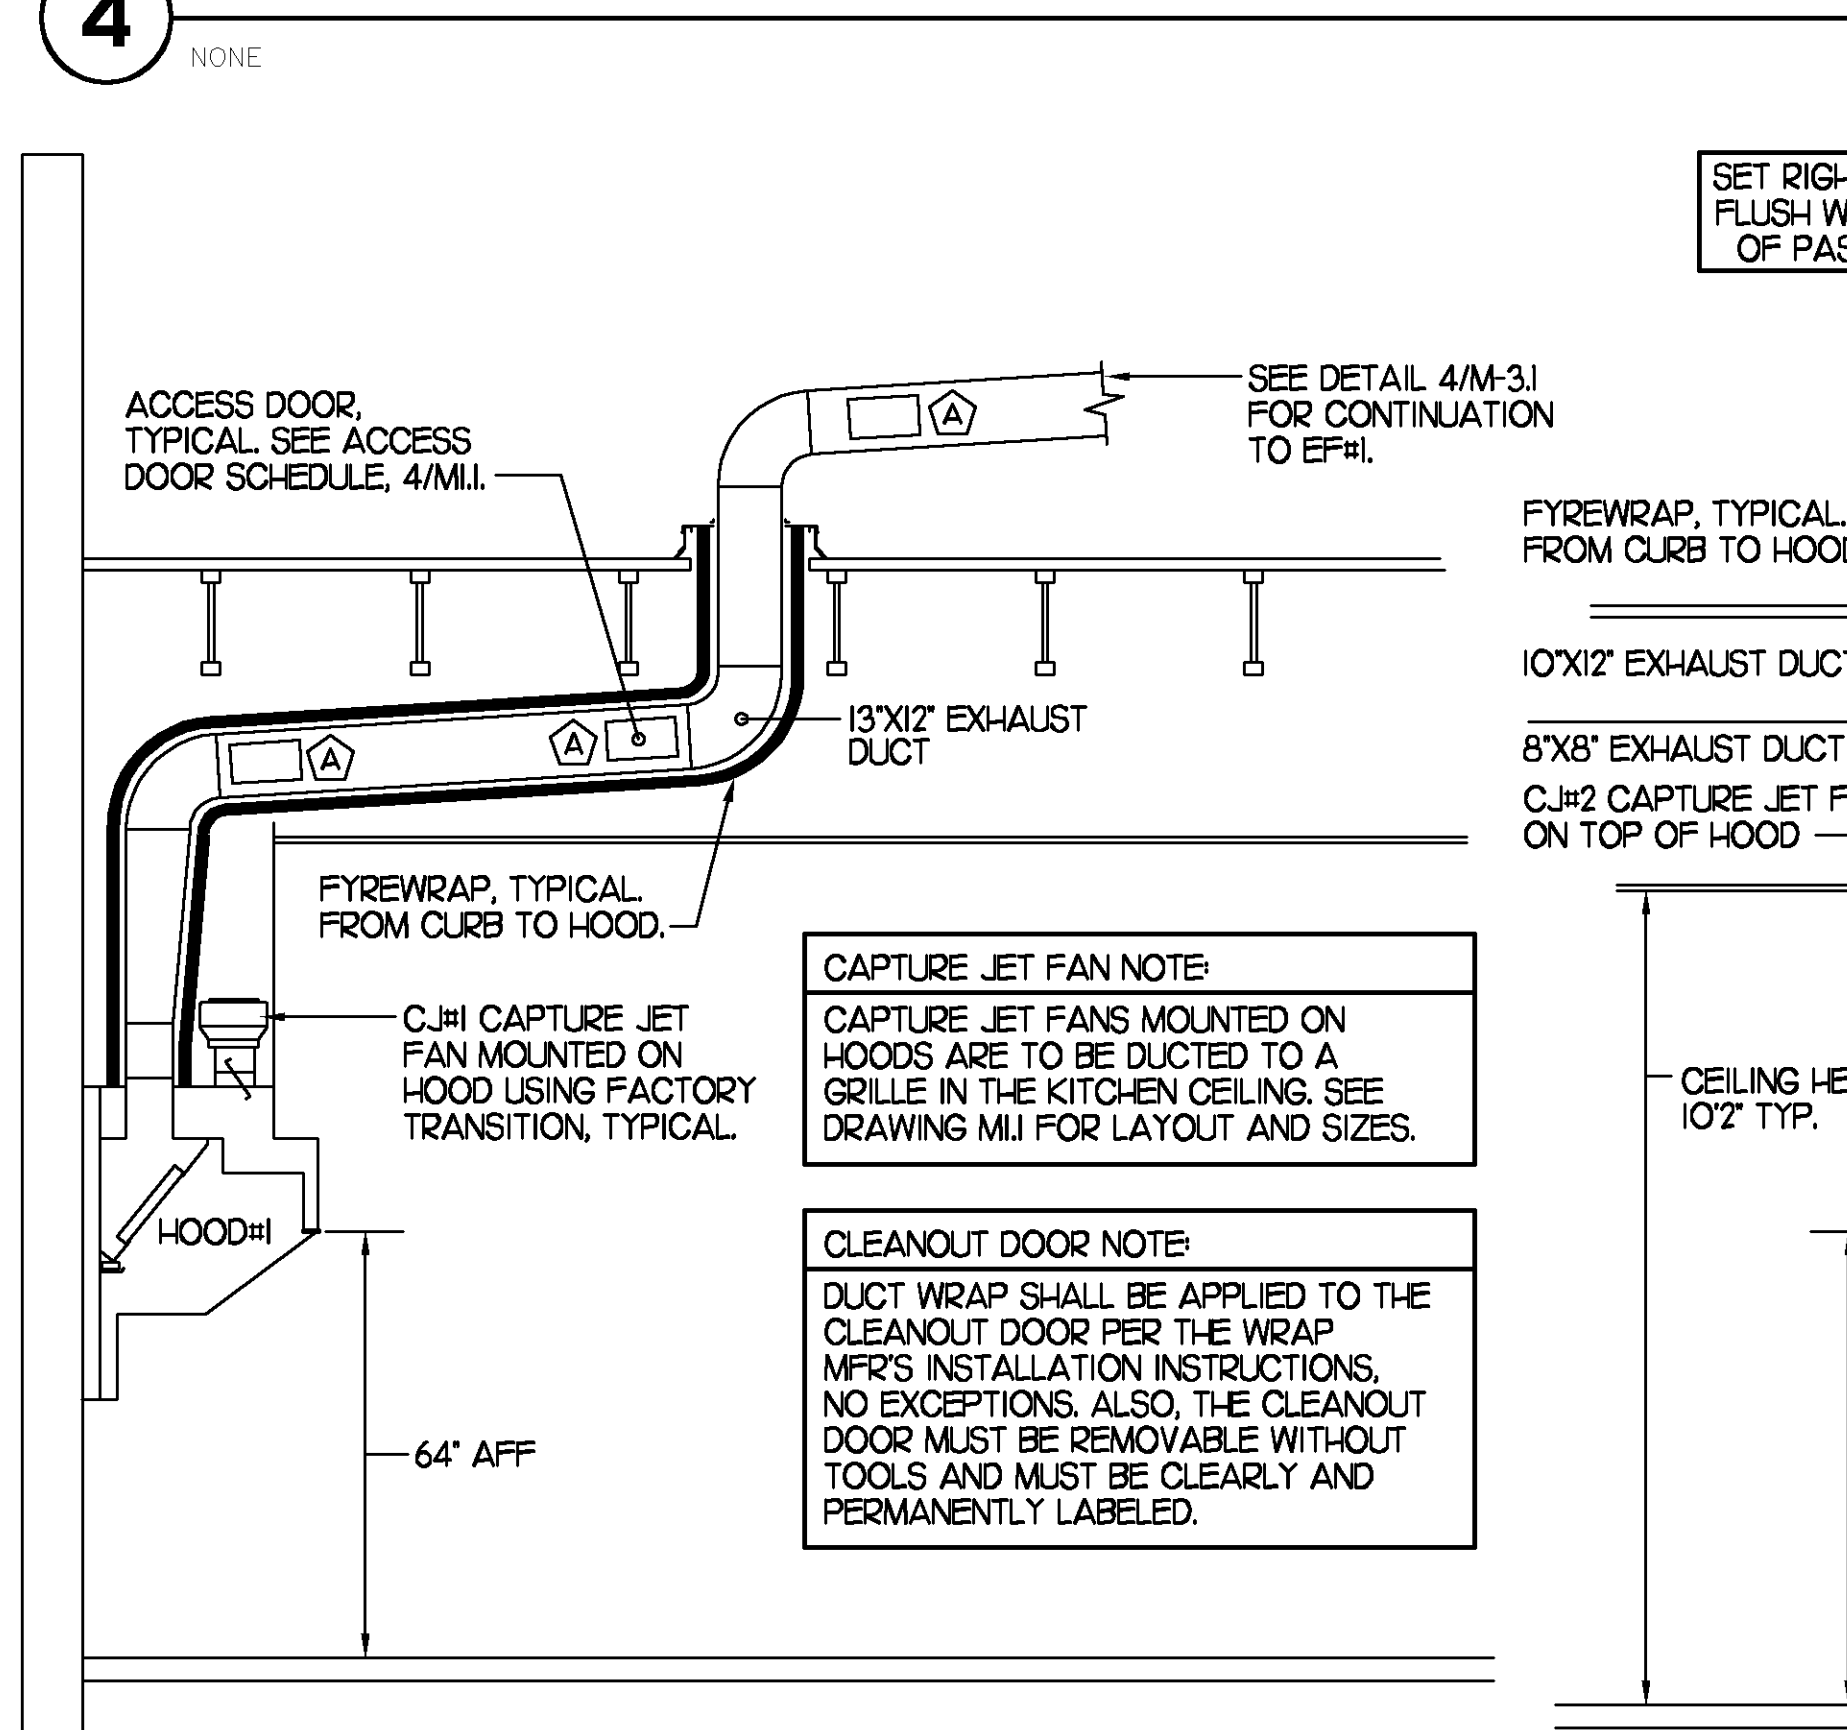 4
NONE
ACCESS DOOR,
TYPICAL. SEE ACCESS
DOOR SCHEDULE, 4/M1.1.
SEE DETAIL 4/M-3.1
FOR CONTINUATION
TO EF#1.
A
A
A
13"X12" EXHAUST
DUCT
FYREWRAP, TYPICAL.
FROM CURB TO HOOD.
CJ#1 CAPTURE JET
FAN MOUNTED ON
HOOD USING FACTORY
TRANSITION, TYPICAL.
HOOD#1
64" AFF
CAPTURE JET FAN NOTE:
CAPTURE JET FANS MOUNTED ON
HOODS ARE TO BE DUCTED TO A
GRILLE IN THE KITCHEN CEILING. SEE
DRAWING M1.1 FOR LAYOUT AND SIZES.
CLEANOUT DOOR NOTE:
DUCT WRAP SHALL BE APPLIED TO THE
CLEANOUT DOOR PER THE WRAP
MFR'S INSTALLATION INSTRUCTIONS,
NO EXCEPTIONS. ALSO, THE CLEANOUT
DOOR MUST BE REMOVABLE WITHOUT
TOOLS AND MUST BE CLEARLY AND
PERMANENTLY LABELED.
SET
FLUSH
OF
FYREWRAP, TYPICAL.
FROM CURB TO
10"X12" EXHAUST
8"X8" EXHAUST DUCT
CJ#2 CAPTURE JET
ON TOP OF HOOD
CEILING
10'2" TYP.